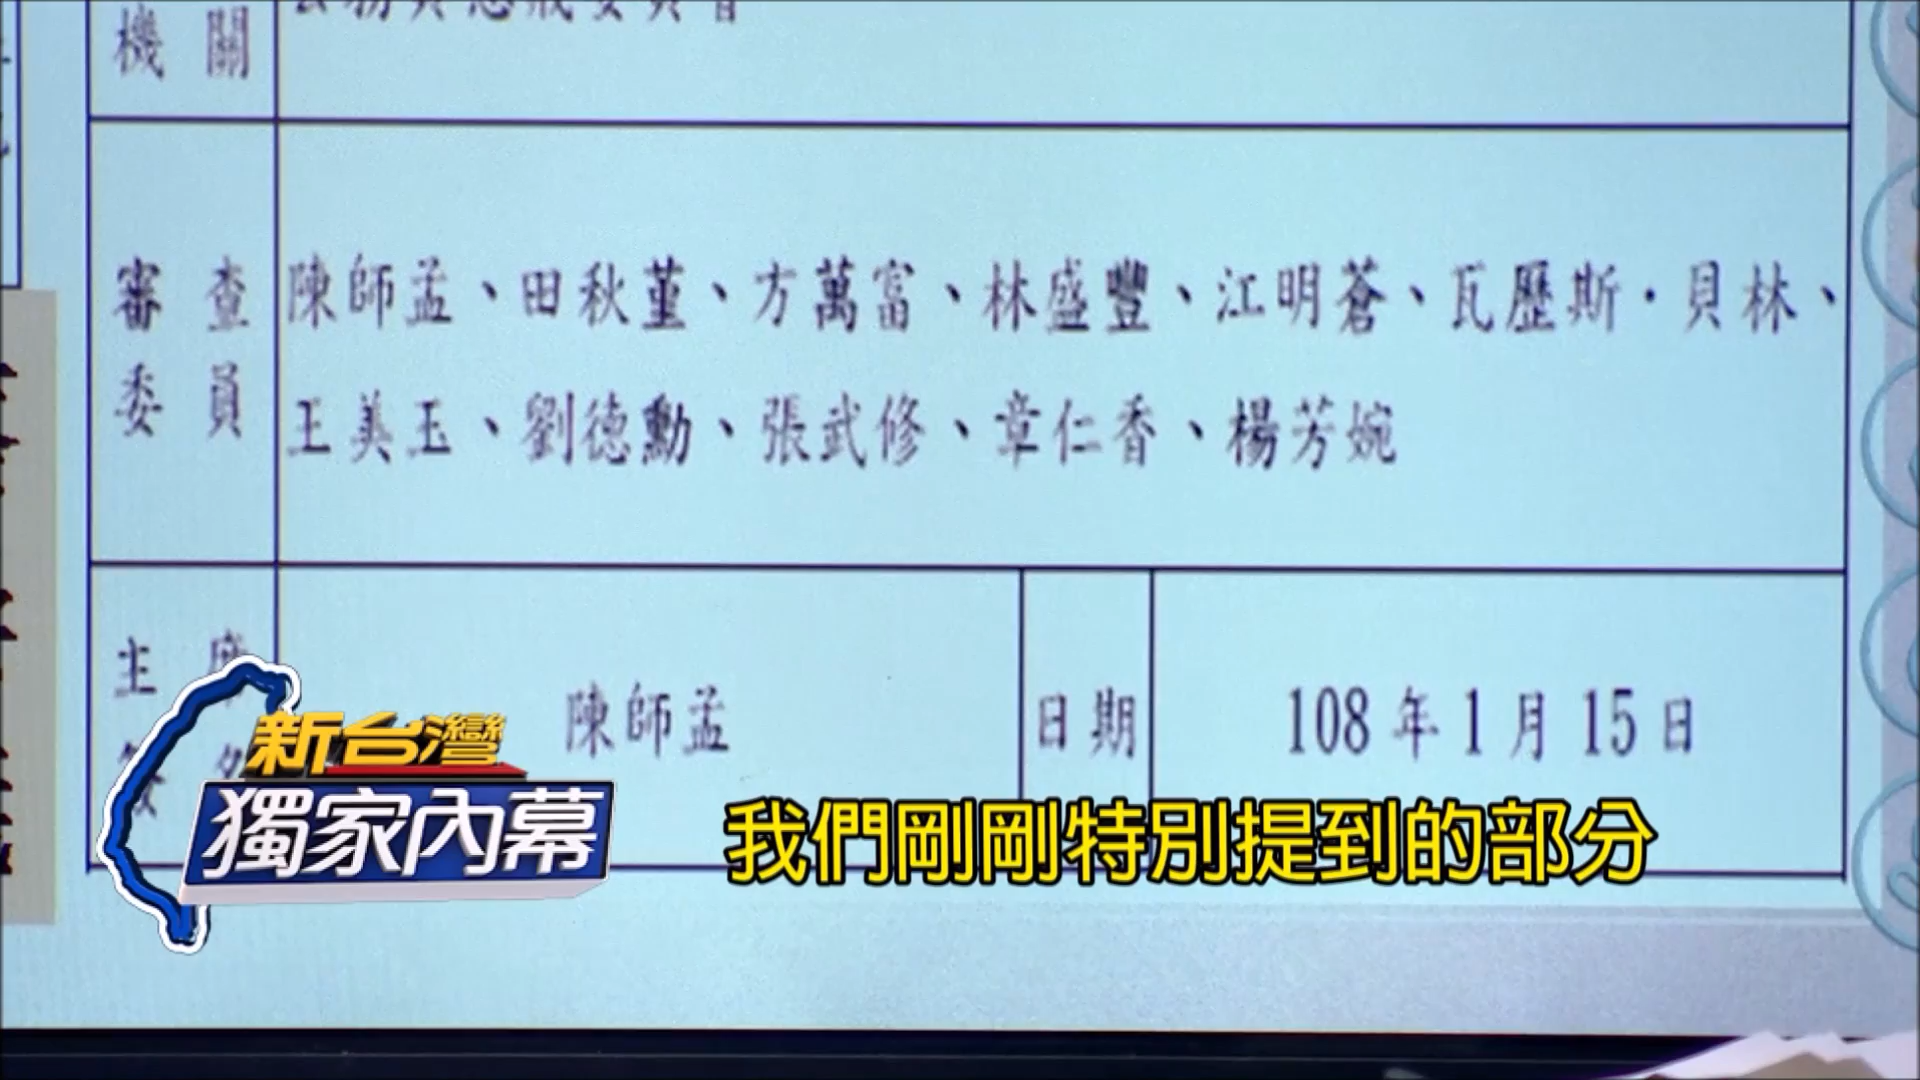 機關
審查
委員
陳師孟、田秋堇、方萬富、林盛豐、江明蒼、瓦歷斯·貝林、
王美玉、劉德勳、張武修、章仁香、楊芳婉
主
陳師孟
日期
108年1月15日
新台灣
獨家內幕
我們剛剛特別提到的部分